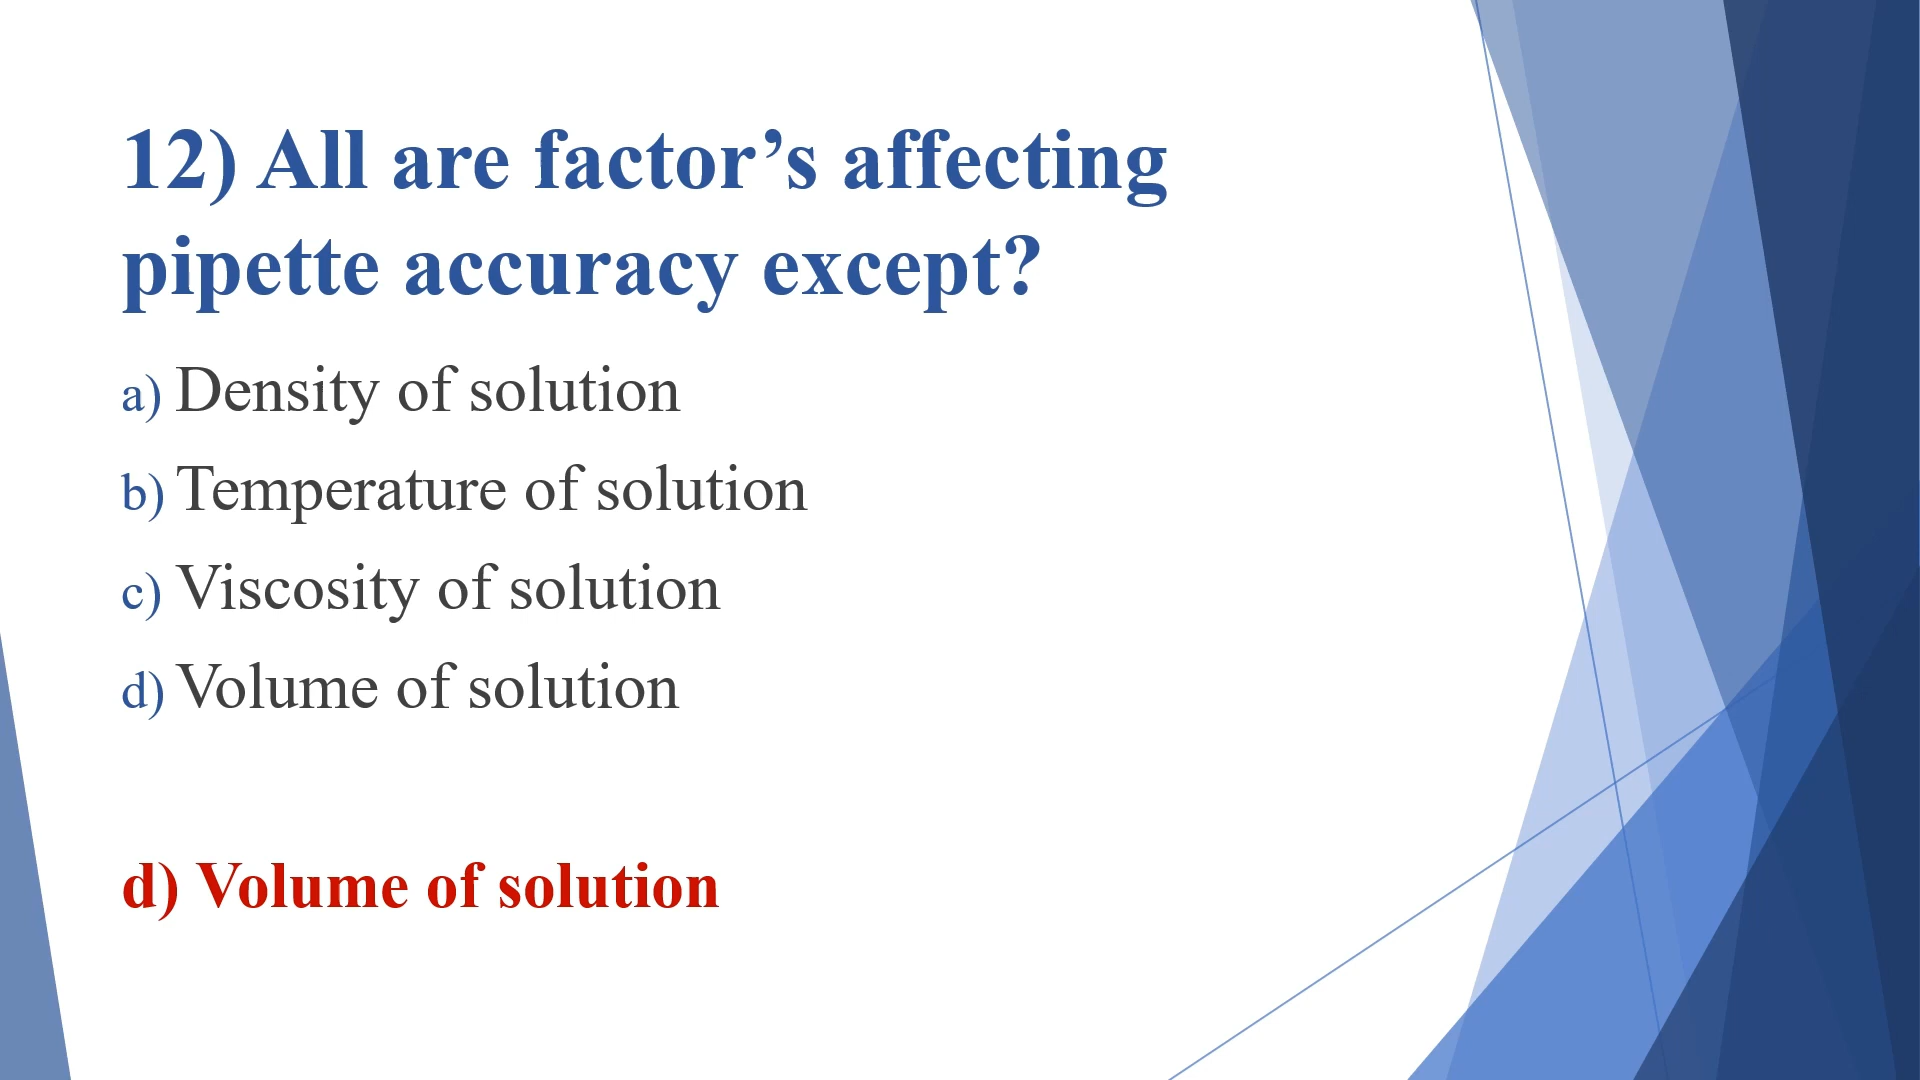 12) All are factor’s affecting
pipette accuracy except?
a) Density of solution
b) Temperature of solution
c) Viscosity of solution
d) Volume of solution
d) Volume of solution